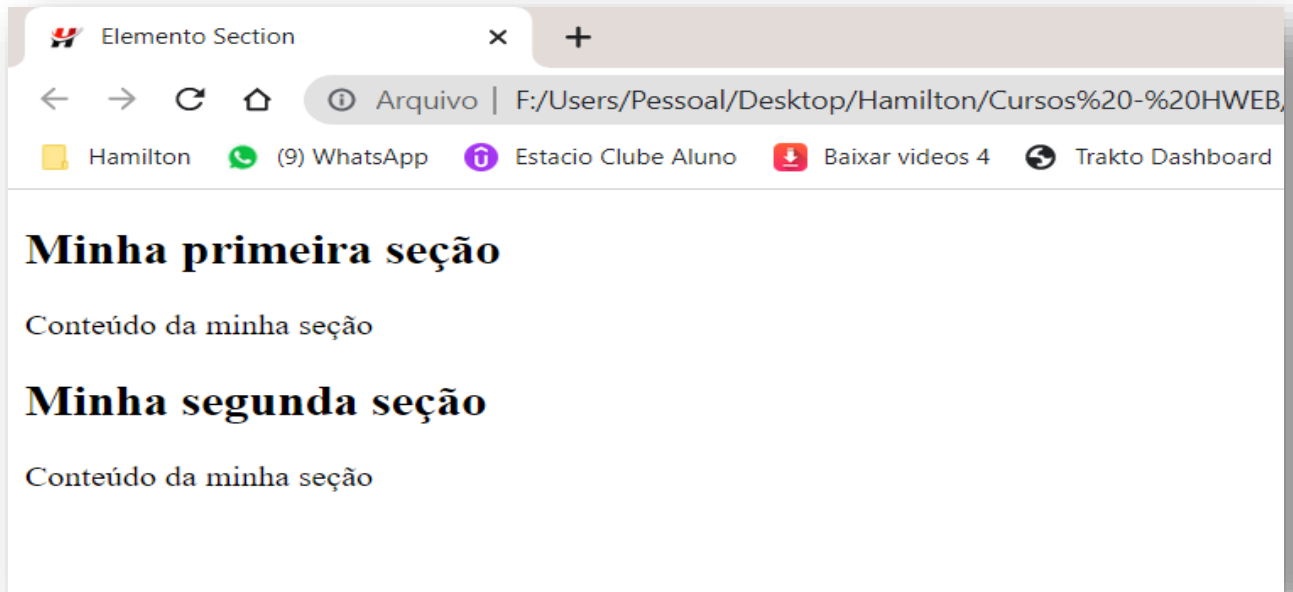 Elemento Section
Arquivo | F:/Users/Pessoal/Desktop/Hamilton/Cursos%20-%20HWEB/
Hamilton (9) WhatsApp Estacio Clube Aluno Baixar videos 4 Trakto Dashboard
Minha primeira seção
Conteúdo da minha seção
Minha segunda seção
Conteúdo da minha seção